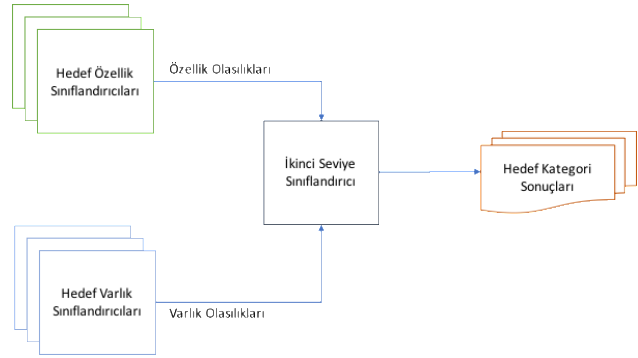 Hedef Özellik
Sınıflandırıcıları
Özellik Olasılıkları
İkinci Seviye
Sınıflandırıcı
Hedef Kategori
Sonuçları
Hedef Varlık
Sınıflandırıcıları
Varlık Olasılıkları